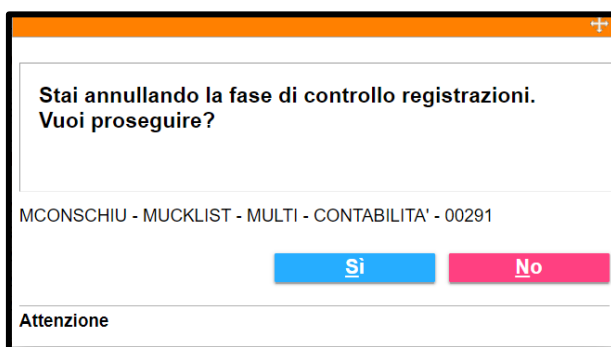 Stai annullando la fase di controllo registrazioni.
Vuoi proseguire?
MCONSCHIU - MUCKLIST - MULTI - CONTABILITA' - 00291
Sì
No
Attenzione